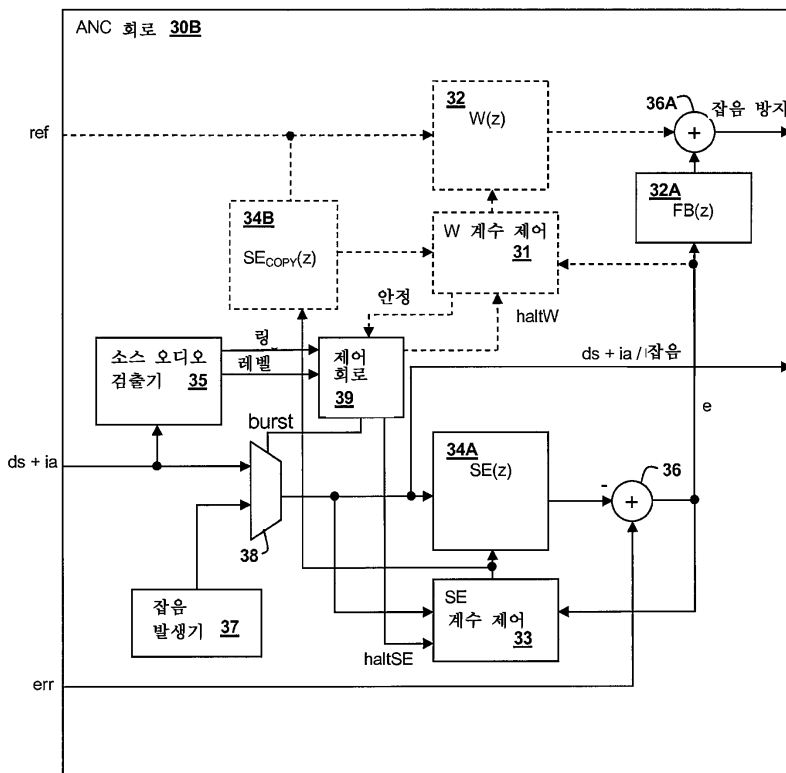 ANC 회로 30B
32
W(z)
36A
+
잡음 방지
ref
34B
SE_COPY(z)
W 계수 제어
31
32A
FB(z)
안정
haltW
소스 오디오
검출기 35
링
레벨
제어
회로
39
ds + ia / 잡음
e
burst
ds + ia
34A
SE(z)
-
36
+
38
잡음
발생기 37
SE
계수 제어
33
haltSE
err